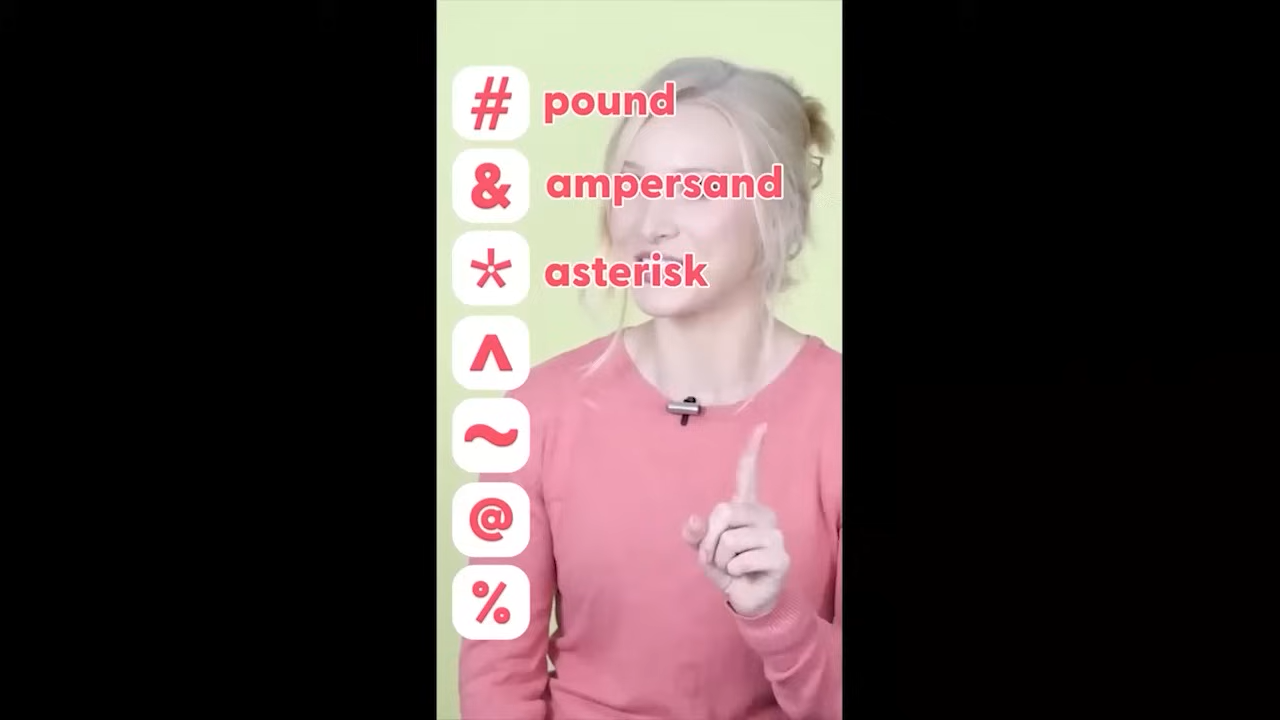 # pound
& ampersand
* asterisk
^
~
@
%